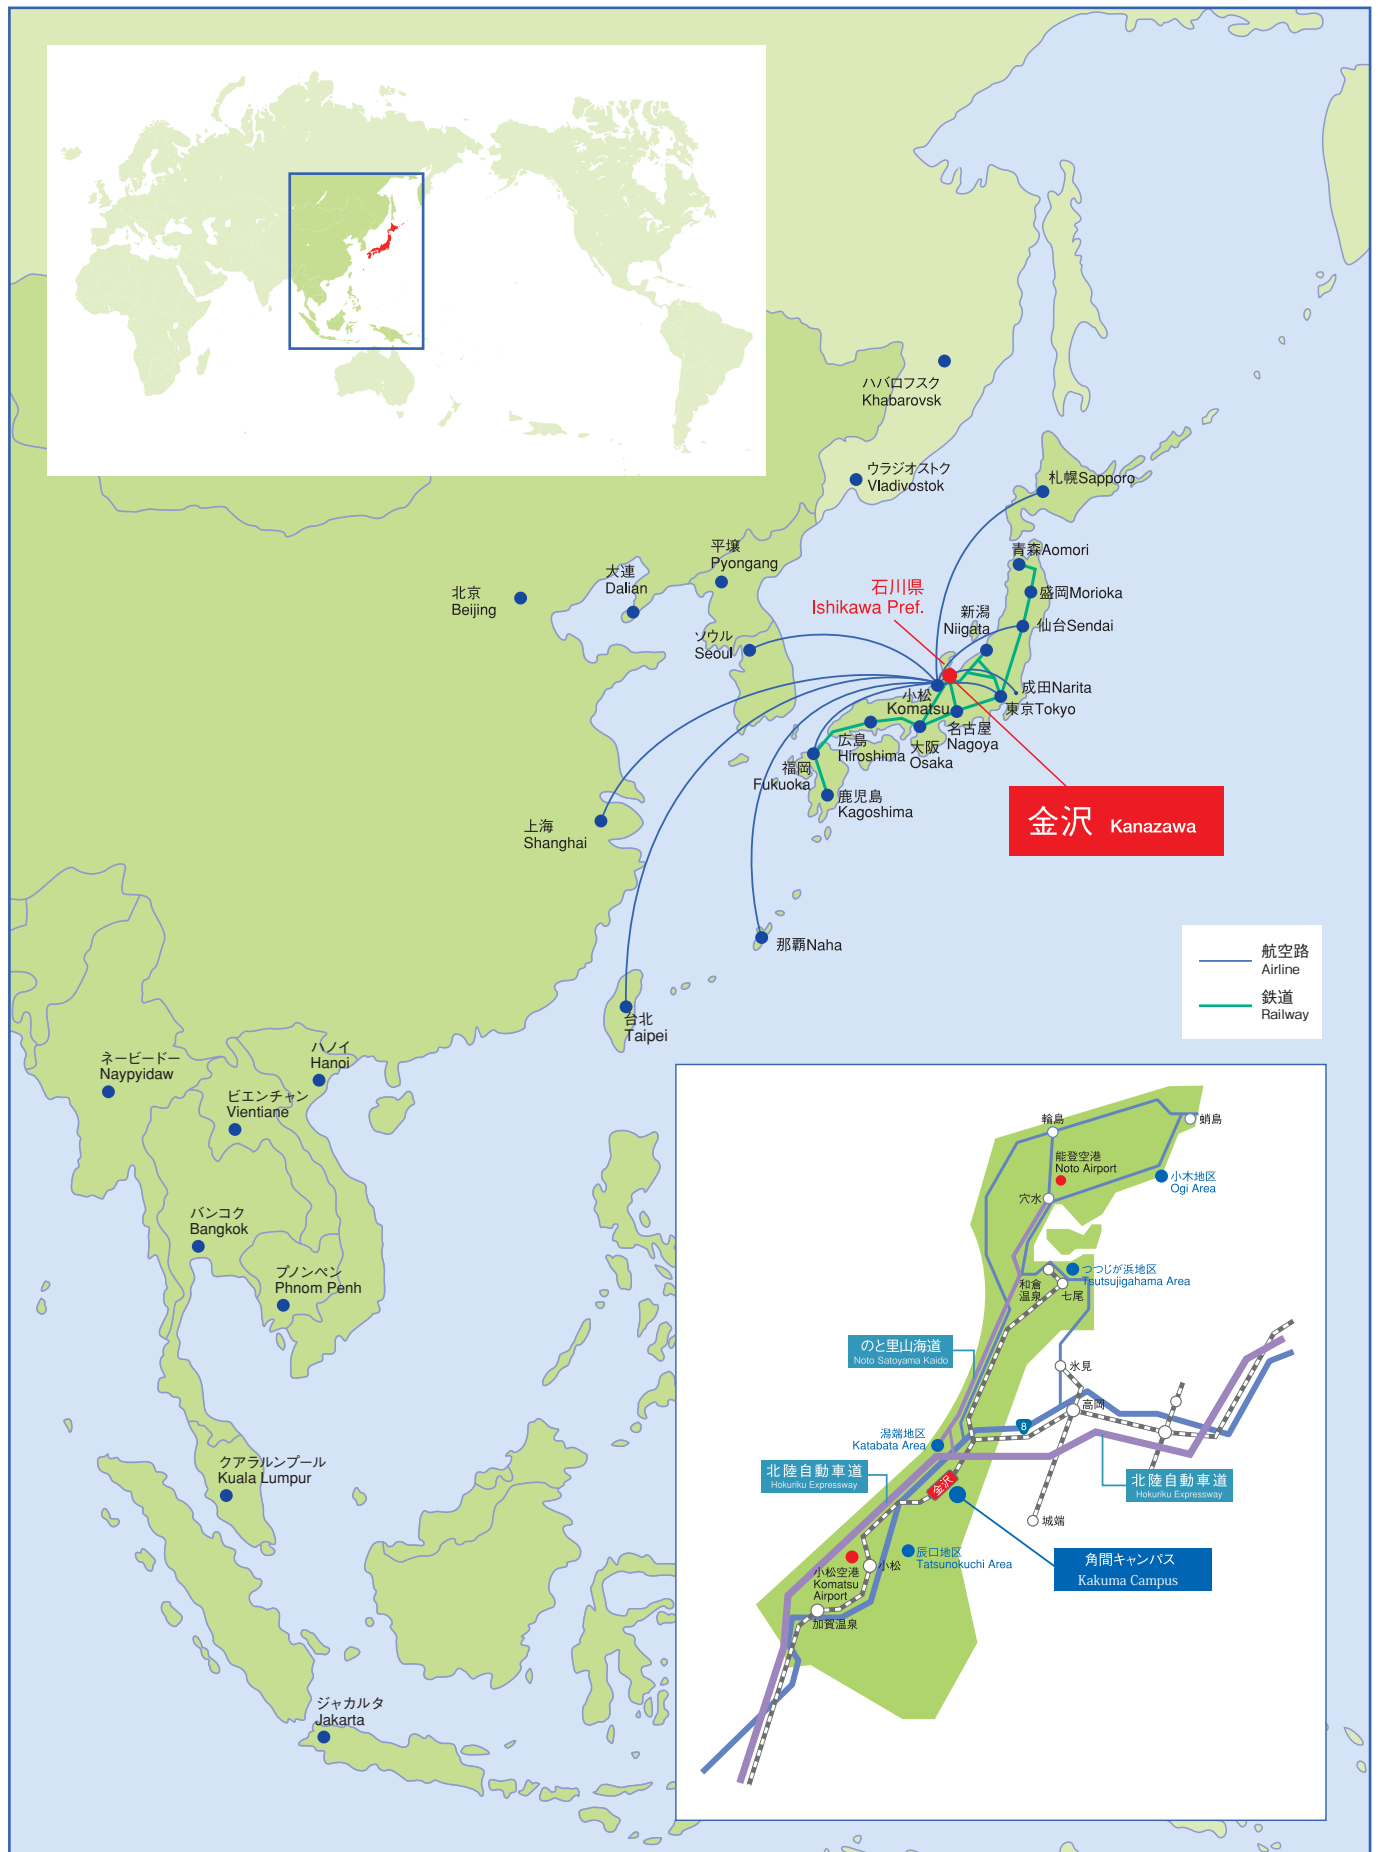 ハバロフスク
Khabarovsk
ウラジオストク
Vladivostok
札幌Sapporo
平壌
Pyongang
青森Aomori
大連
Dalian
北京
Beijing
石川県
Ishikawa Pref.
盛岡Morioka
新潟
Niigata
仙台Sendai
ソウル
Seoul
成田Narita
小松
Komatsu
東京Tokyo
名古屋
Nagoya
広島
Hiroshima
大阪
Osaka
福岡
Fukuoka
鹿児島
Kagoshima
金沢 Kanazawa
上海
Shanghai
那覇Naha
航空路
Airline
鉄道
Railway
台北
Taipei
ハノイ
Hanoi
ネーピードー
Naypyidaw
ビエンチャン
Vientiane
バンコク
Bangkok
プノンペン
Phnom Penh
クアラルンプール
Kuala Lumpur
ジャカルタ
Jakarta
輪島
蛸島
能登空港
Noto Airport
小木地区
Ogi Area
穴水
つつじが浜地区
Tsutsujigahama Area
和倉
温泉
七尾
のと里山海道
Noto Satoyama Kaido
氷見
高岡
8
潟端地区
Katabata Area
北陸自動車道
Hokuriku Expressway
北陸自動車道
Hokuriku Expressway
金沢
城端
辰口地区
Tatsunokuchi Area
小松
小松空港
Komatsu
Airport
角間キャンパス
Kakuma Campus
加賀温泉